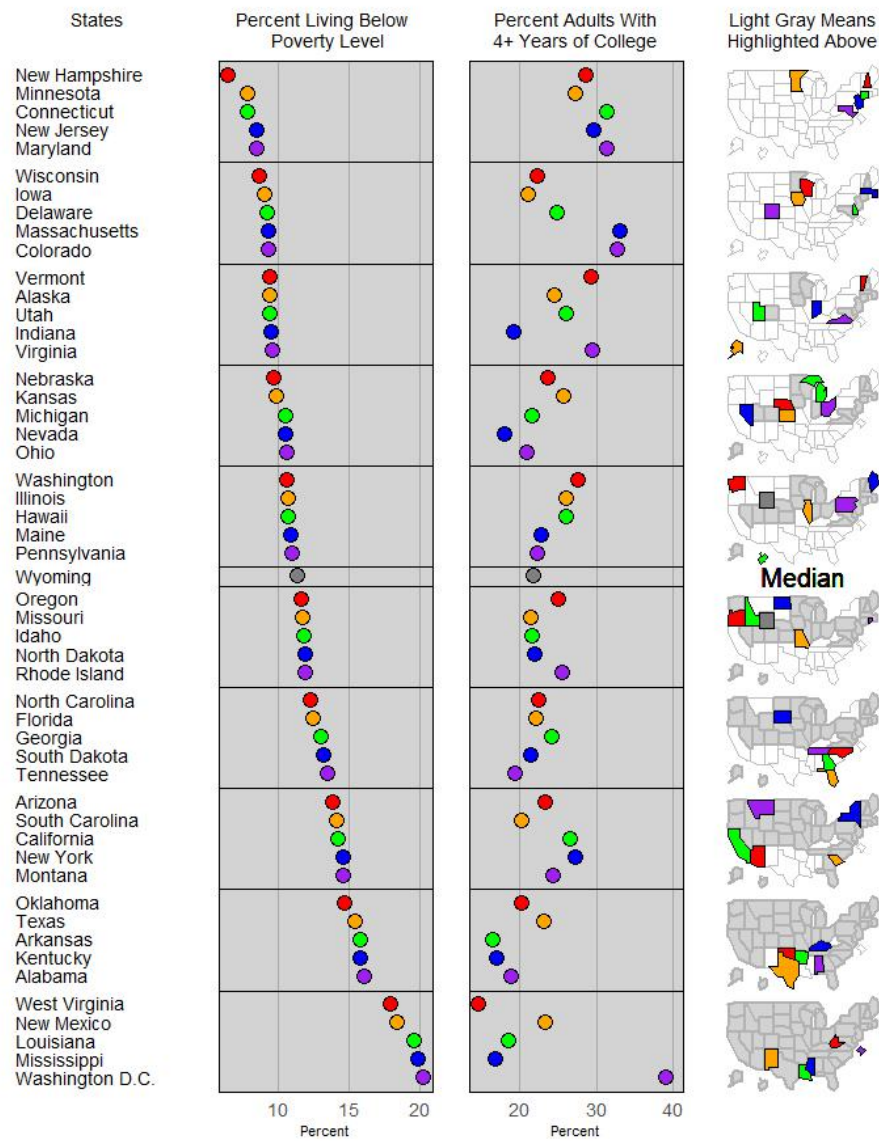 States
Percent Living Below
Poverty Level
Percent Adults With
4+ Years of College
Light Gray Means
Highlighted Above
New Hampshire
Minnesota
Connecticut
New Jersey
Maryland
Wisconsin
Iowa
Delaware
Massachusetts
Colorado
Vermont
Alaska
Utah
Indiana
Virginia
Nebraska
Kansas
Michigan
Nevada
Ohio
Washington
Illinois
Hawaii
Maine
Pennsylvania
Wyoming
Median
Oregon
Missouri
Idaho
North Dakota
Rhode Island
North Carolina
Florida
Georgia
South Dakota
Tennessee
Arizona
South Carolina
California
New York
Montana
Oklahoma
Texas
Arkansas
Kentucky
Alabama
West Virginia
New Mexico
Louisiana
Mississippi
Washington D.C.
10 15 20
20 30 40
Percent
Percent